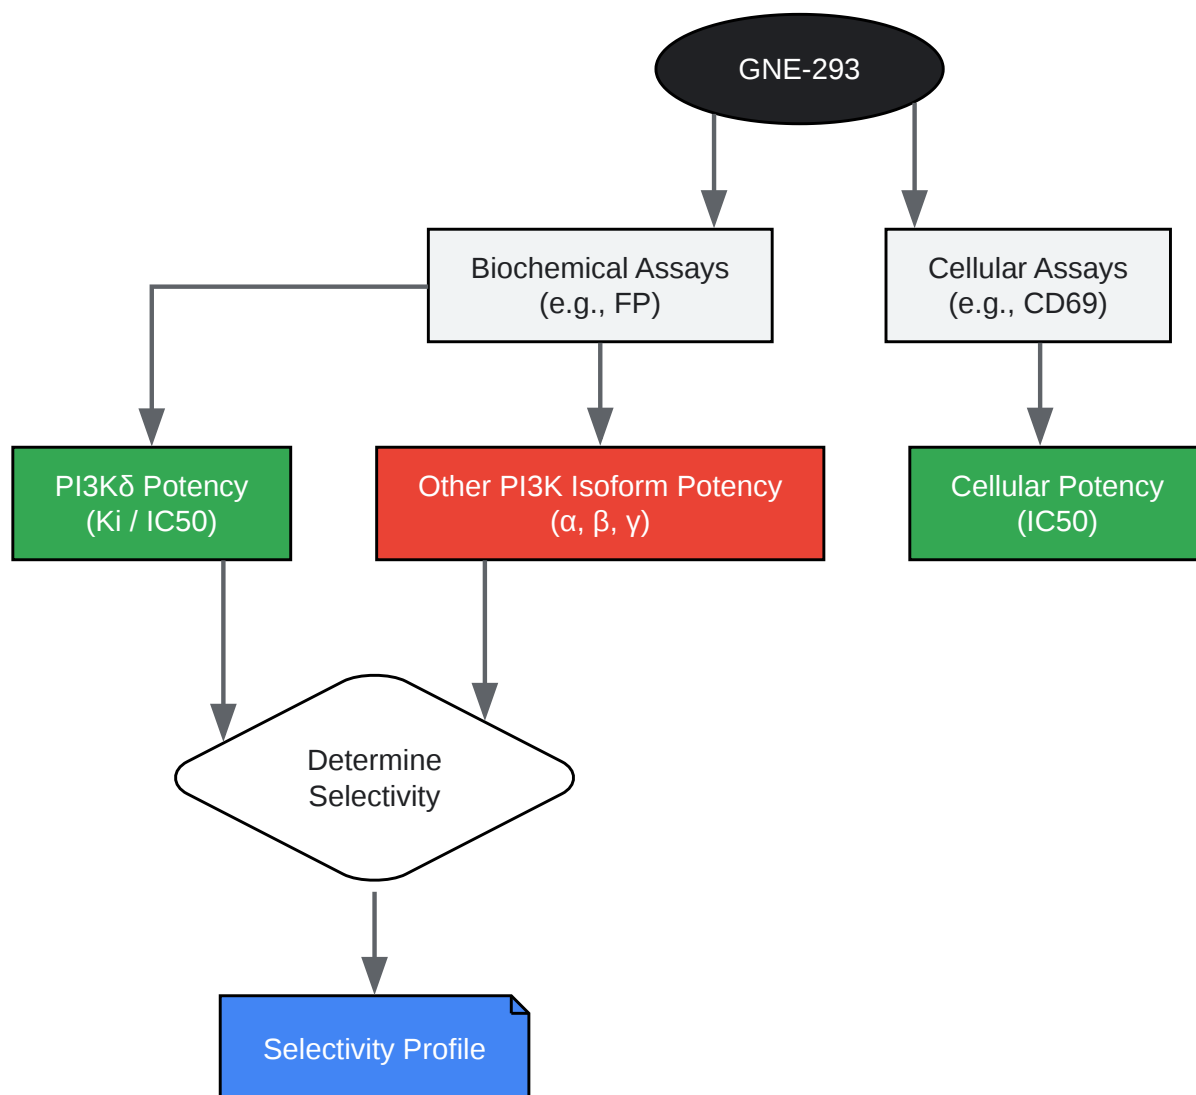 GNE-293
Biochemical Assays
(e.g., FP)
Cellular Assays
(e.g., CD69)
PI3Kδ Potency
(Ki / IC50)
Other PI3K Isoform Potency
(α, β, γ)
Cellular Potency
(IC50)
Determine
Selectivity
Selectivity Profile